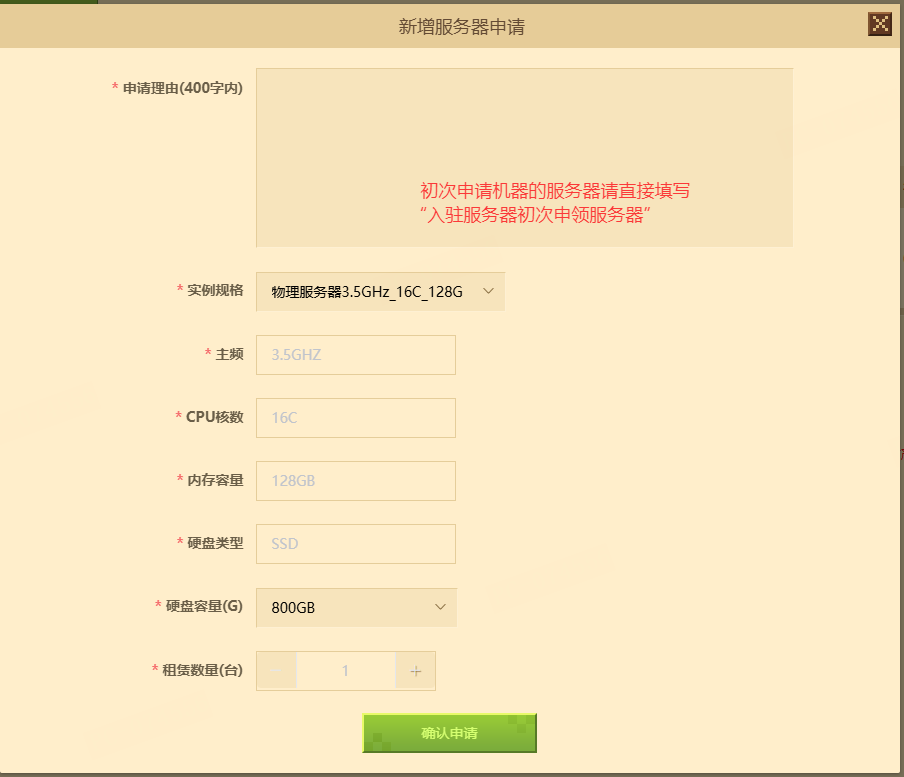 新增服务器申请
* 申请理由(400字内)
初次申请机器的服务器请直接填写
“入驻服务器初次申领服务器”
* 实例规格
物理服务器3.5GHz_16C_128G
* 主频
3.5GHZ
* CPU核数
16C
* 内存容量
128GB
* 硬盘类型
SSD
* 硬盘容量(G)
800GB
* 租赁数量(台)
- 1 +
确认申请